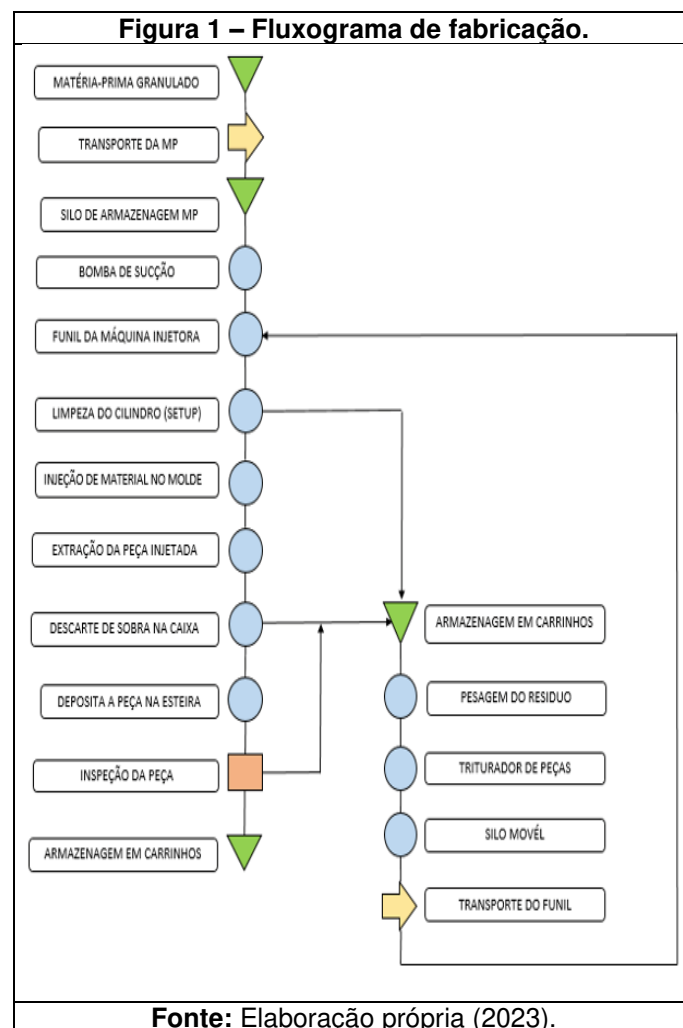 Figura 1 – Fluxograma de fabricação.
MATÉRIA-PRIMA GRANULADO
TRANSPORTE DA MP
SILO DE ARMAZENAGEM MP
BOMBA DE SUCÇÃO
FUNIL DA MÁQUINA INJETORA
LIMPEZA DO CILINDRO (SETUP)
INJEÇÃO DE MATERIAL NO MOLDE
EXTRAÇÃO DA PEÇA INJETADA
DESCARTE DE SOBRA NA CAIXA
DEPOSITA A PEÇA NA ESTEIRA
INSPEÇÃO DA PEÇA
ARMAZENAGEM EM CARRINHOS
ARMAZENAGEM EM CARRINHOS
PESAGEM DO RESIDUO
TRITURADOR DE PEÇAS
SILO MOVÉL
TRANSPORTE DO FUNIL
Fonte: Elaboração própria (2023).